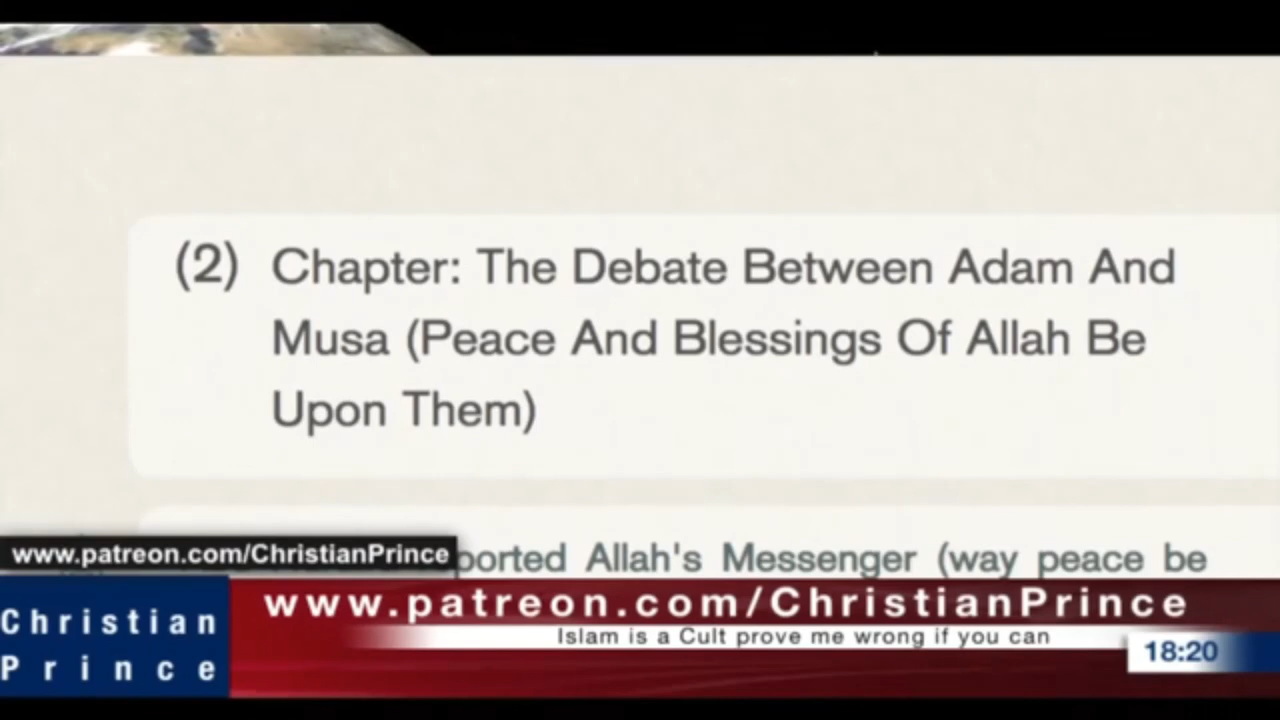 (2) Chapter: The Debate Between Adam And
Musa (Peace And Blessings Of Allah Be
Upon Them)
Allah's Messenger (way peace be
www.patreon.com/ChristianPrince
www.patreon.com/ChristianPrince
Islam is a Cult prove me wrong if you can
Christian
Prince
18:20